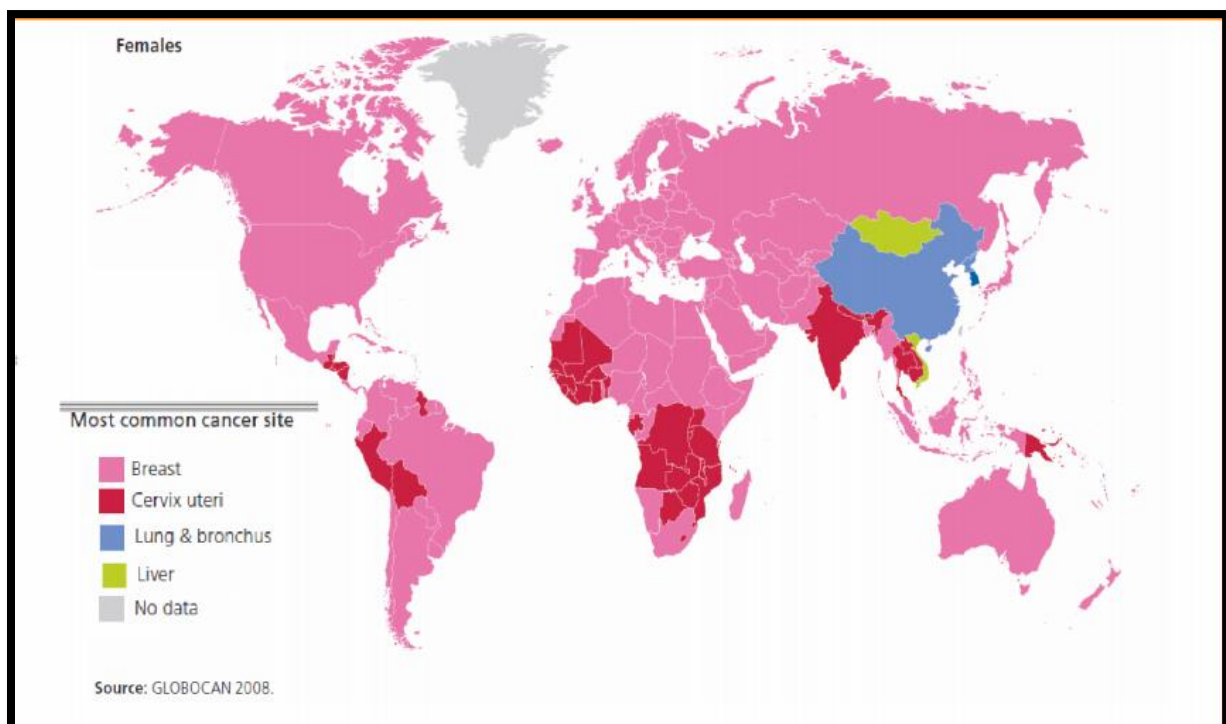 Females
Most common cancer site
Breast
Cervix uteri
Lung & bronchus
Liver
No data
Source: GLOBOCAN 2008.